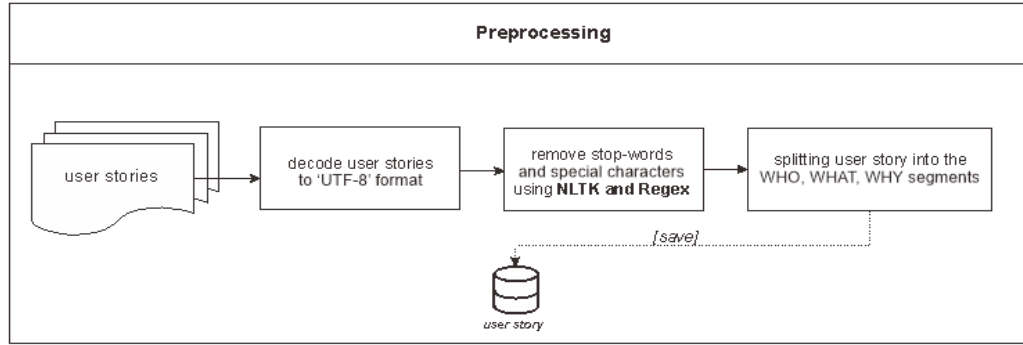 Preprocessing
user stories
decode user stories
to 'UTF-8' format
remove stop-words
and special characters
using NLTK and Regex
splitting user story into the
WHO, WHAT, WHY segments
[save]
user story